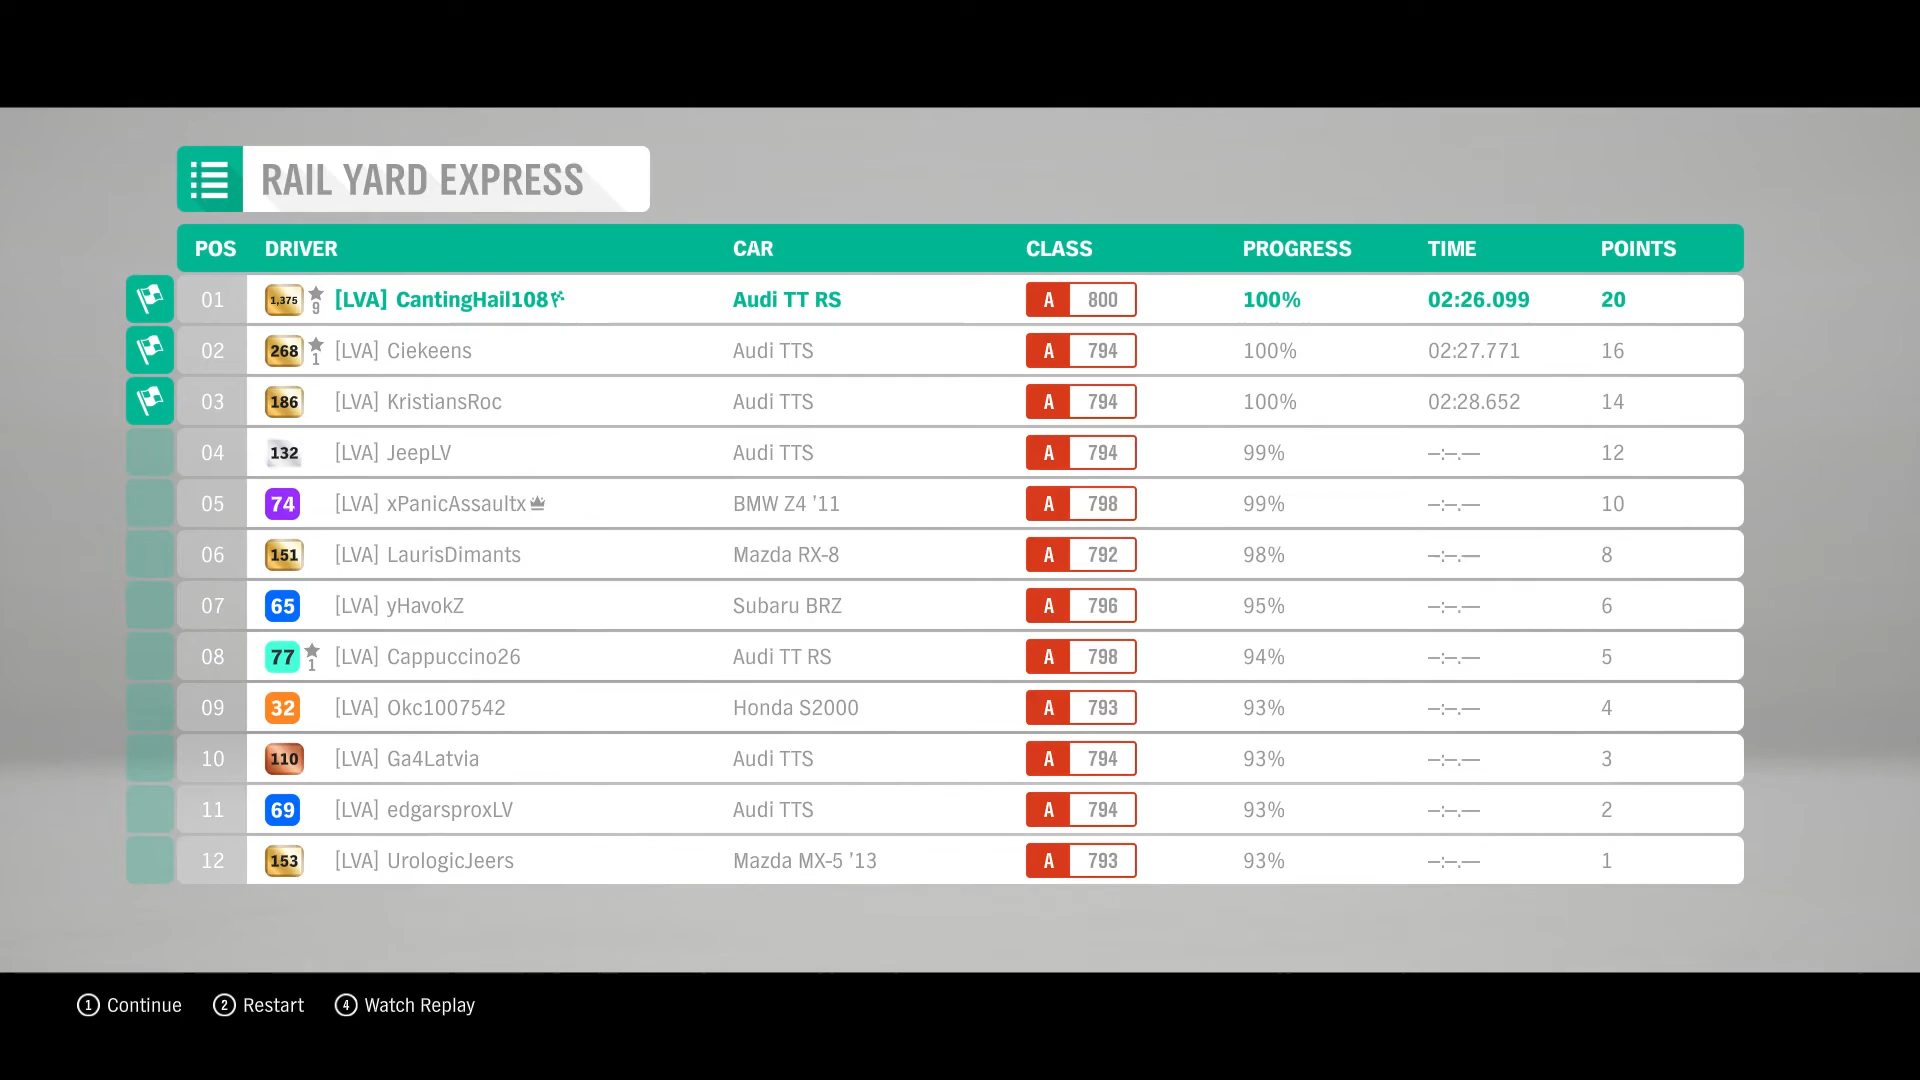 RAIL YARD EXPRESS
POS DRIVER CAR CLASS PROGRESS TIME POINTS
01 1,375 9 [LVA] CantingHail108 Audi TT RS A 800 100% 02:26.099 20
02 268 1 [LVA] Ciekeens Audi TTS A 794 100% 02:27.771 16
03 186 [LVA] KristiansRoc Audi TTS A 794 100% 02:28.652 14
04 132 [LVA] JeepLV Audi TTS A 794 99% –:–.–– 12
05 74 [LVA] xPanicAssaultx BMW Z4 ’11 A 798 99% –:–.–– 10
06 151 [LVA] LaurisDimants Mazda RX-8 A 792 98% –:–.–– 8
07 65 [LVA] yHavokZ Subaru BRZ A 796 95% –:–.–– 6
08 77 1 [LVA] Cappuccino26 Audi TT RS A 798 94% –:–.–– 5
09 32 [LVA] Okc1007542 Honda S2000 A 793 93% –:–.–– 4
10 110 [LVA] Ga4Latvia Audi TTS A 794 93% –:–.–– 3
11 69 [LVA] edgarsproxLV Audi TTS A 794 93% –:–.–– 2
12 153 [LVA] UrologicJeers Mazda MX-5 ’13 A 793 93% –:–.–– 1
1 Continue 2 Restart 4 Watch Replay